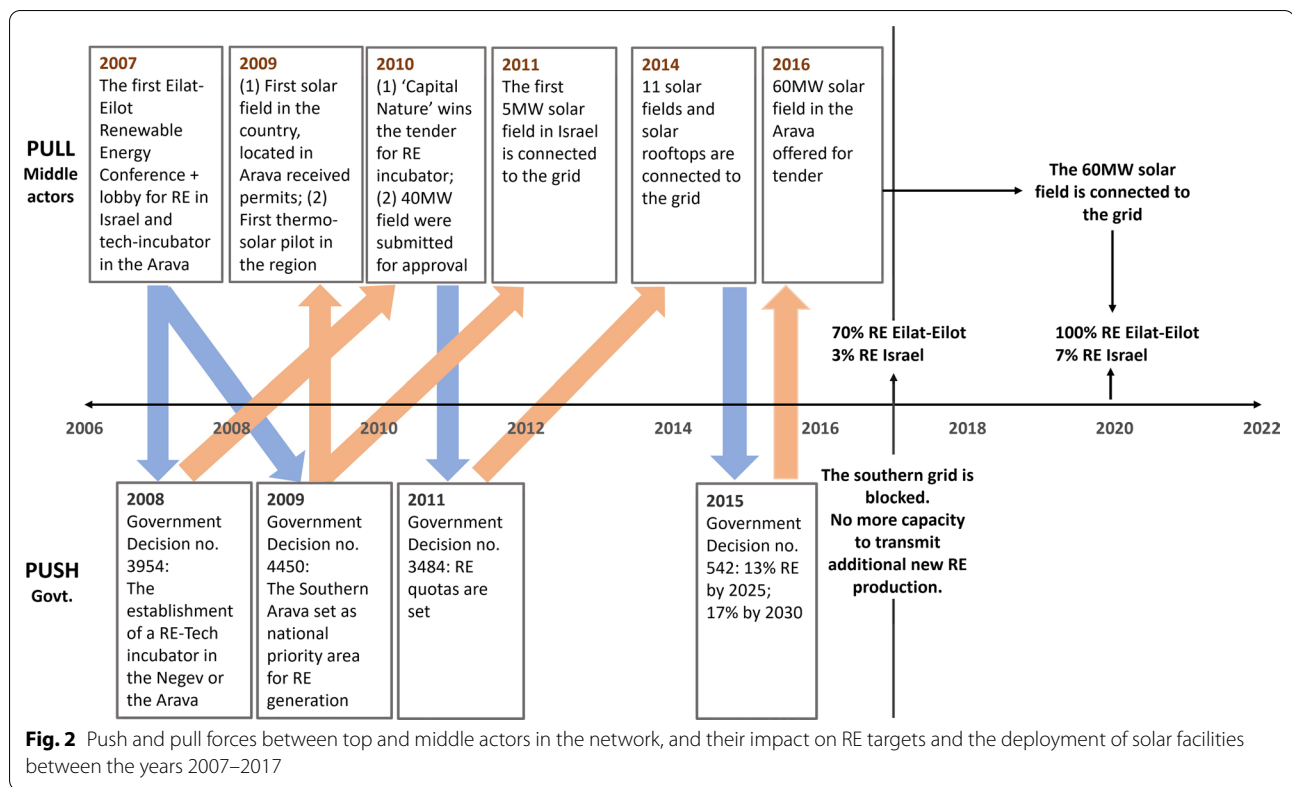 PULL
Middle
actors
2007
The first Eilat-
Eilot
Renewable
Energy
Conference +
lobby for RE in
Israel and
tech-incubator
in the Arava
2009
(1) First solar
field in the
country,
located in
Arava received
permits; (2)
First thermo-
solar pilot in
the region
2010
(1) ‘Capital
Nature’ wins
the tender
for RE
incubator;
(2) 40MW
field were
submitted
for approval
2011
The first
5MW solar
field in Israel
is connected
to the grid
2014
11 solar
fields and
solar
rooftops are
connected to
the grid
2016
60MW solar
field in the
Arava
offered for
tender
The 60MW solar
field is connected to
the grid
70% RE Eilat-Eilot
3% RE Israel
100% RE Eilat-Eilot
7% RE Israel
2006
2008
2010
2012
2014
2016
2018
2020
2022
PUSH
Govt.
2008
Government
Decision no.
3954:
The
establishment
of a RE-Tech
incubator in
the Negev or
the Arava
2009
Government
Decision no.
4450:
The Southern
Arava set as
national
priority area
for RE
generation
2011
Government
Decision no.
3484: RE
quotas are
set
2015
Government
Decision no.
542: 13% RE
by 2025;
17% by 2030
The southern grid is
blocked.
No more capacity
to transmit
additional new RE
production.
Fig. 2 Push and pull forces between top and middle actors in the network, and their impact on RE targets and the deployment of solar facilities
between the years 2007–2017